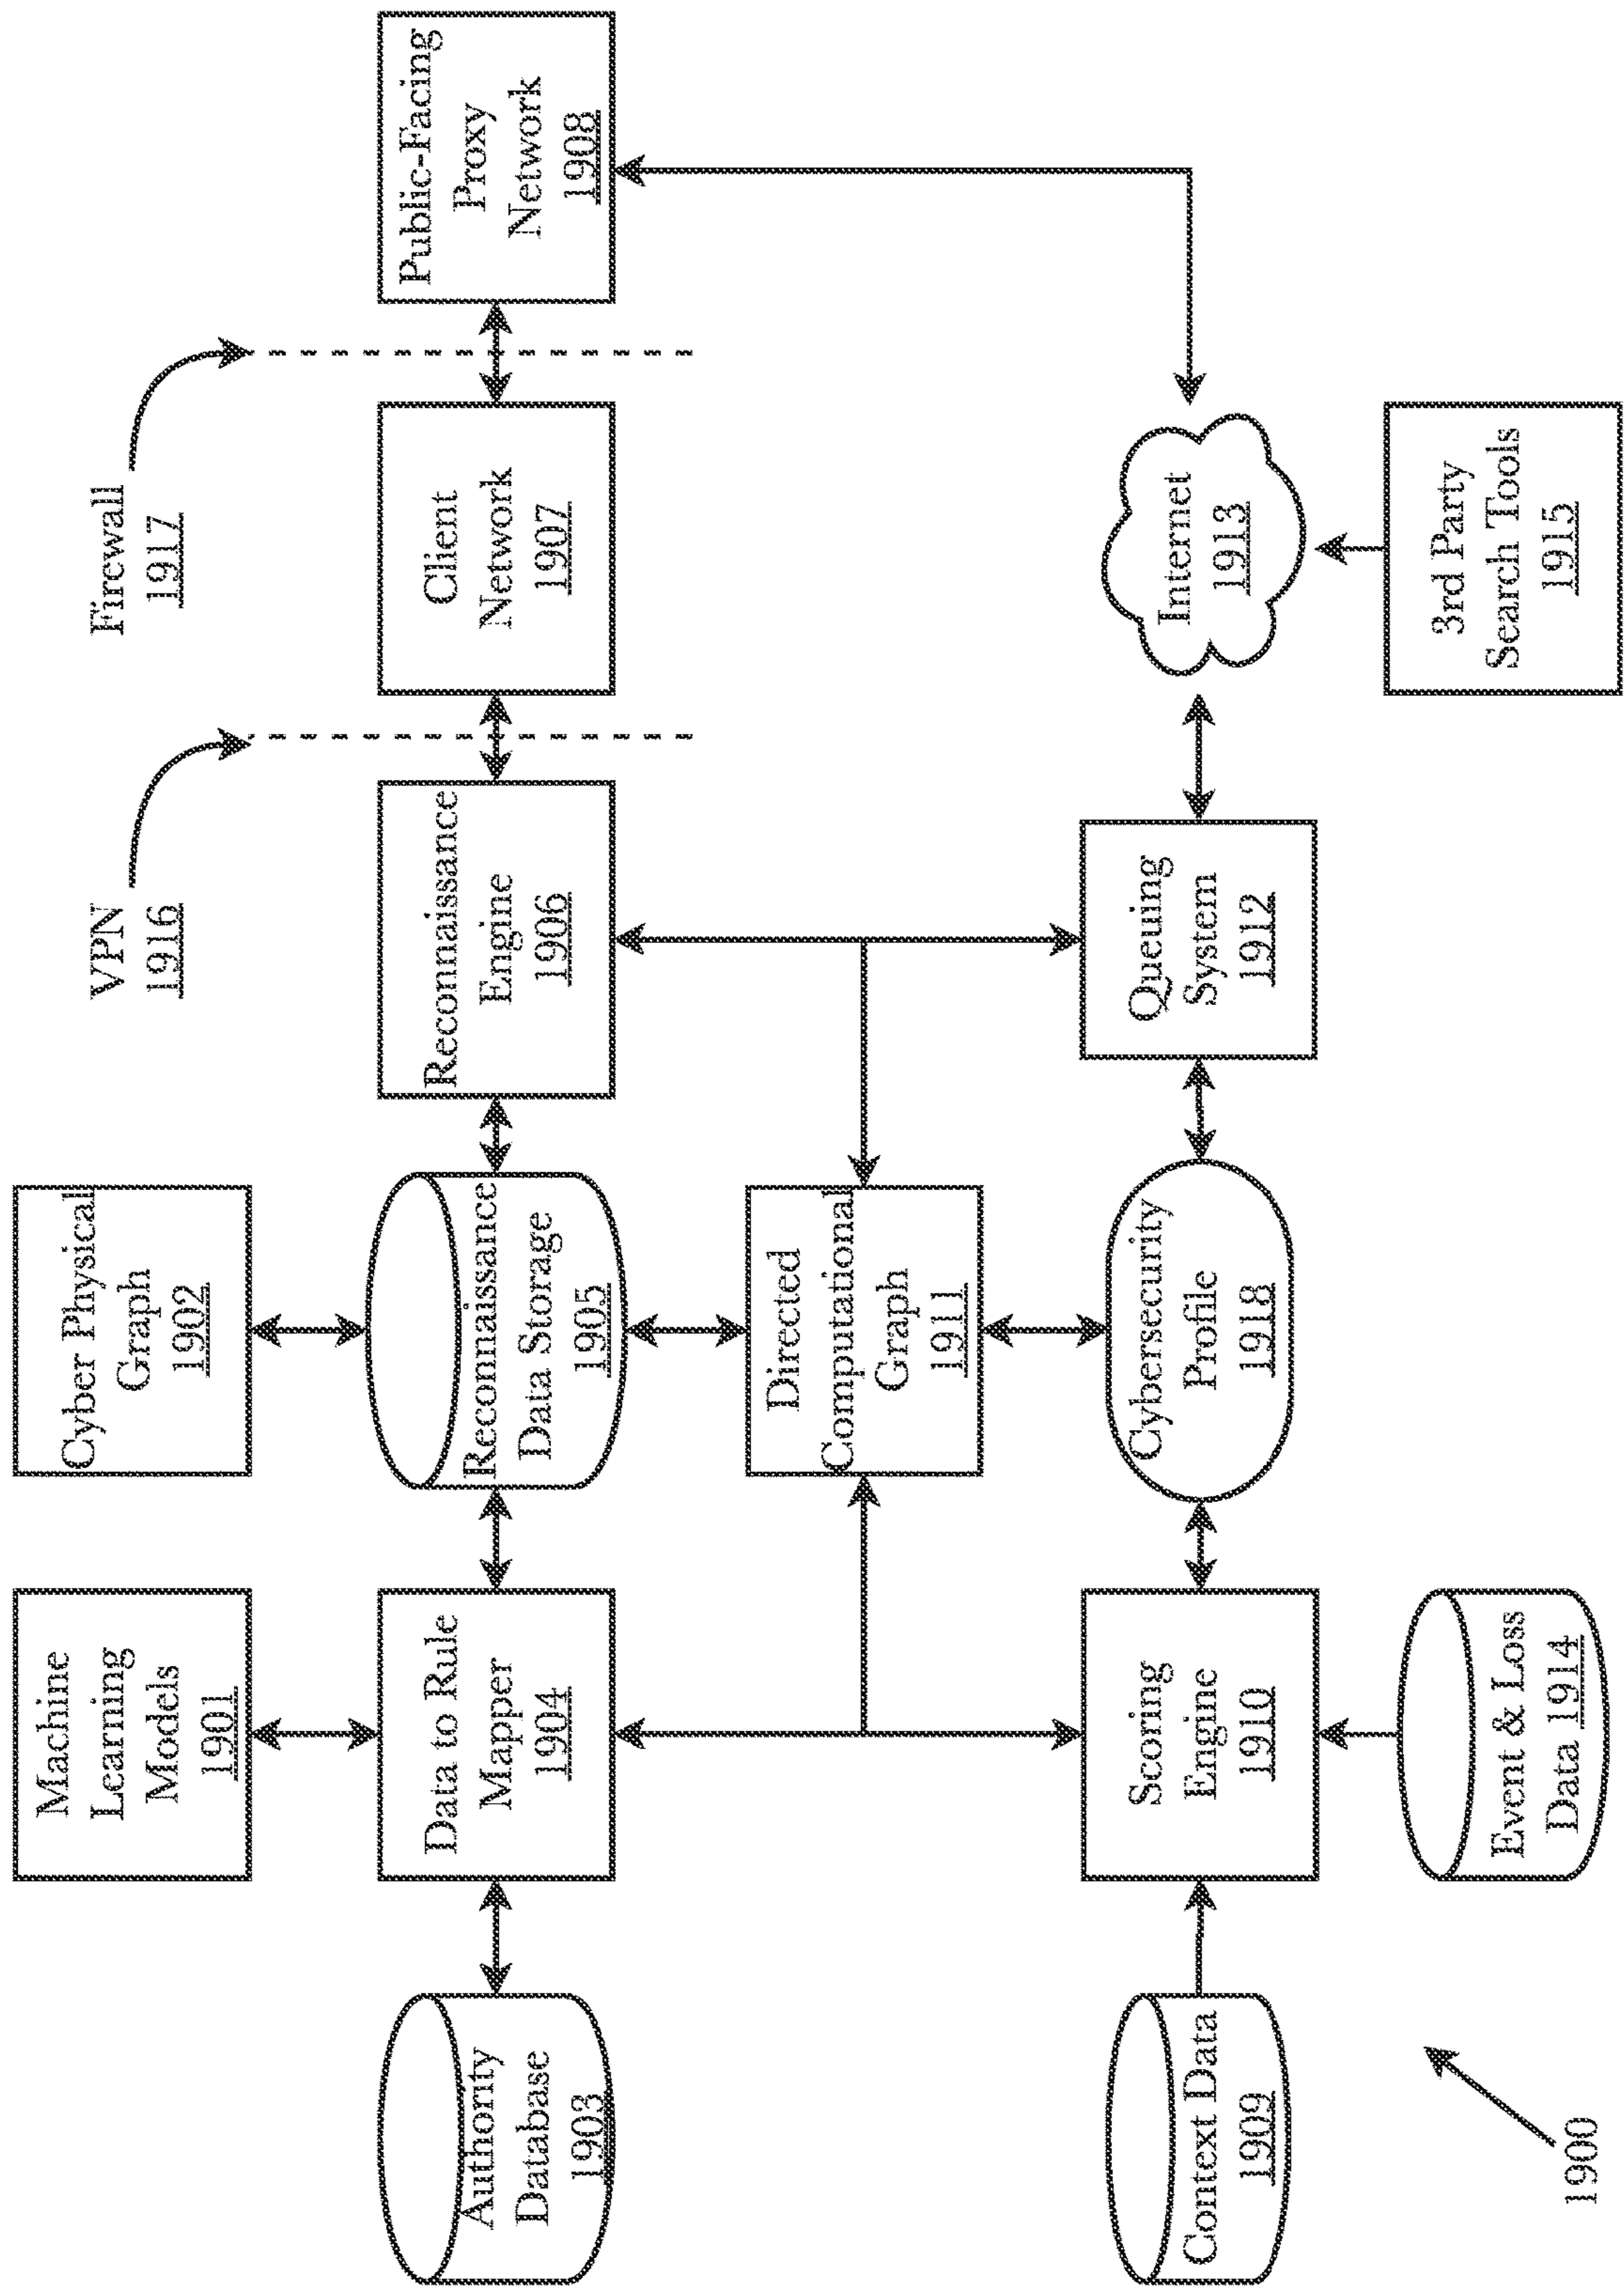 Machine
Learning
Models
1901
Cyber Physical
Graph
1902
VPN
1916
Firewall
1917
Authority
Database
1903
Data to Rule
Mapper
1904
Reconnaissance
Data Storage
1905
Reconnaissance
Engine
1906
Client
Network
1907
Public-Facing
Proxy
Network
1908
Directed
Computational
Graph
1911
Context Data
1909
Scoring
Engine
1910
Cybersecurity
Profile
1918
Queuing
System
1912
Internet
1913
Event & Loss
Data 1914
3rd Party
Search Tools
1915
1900